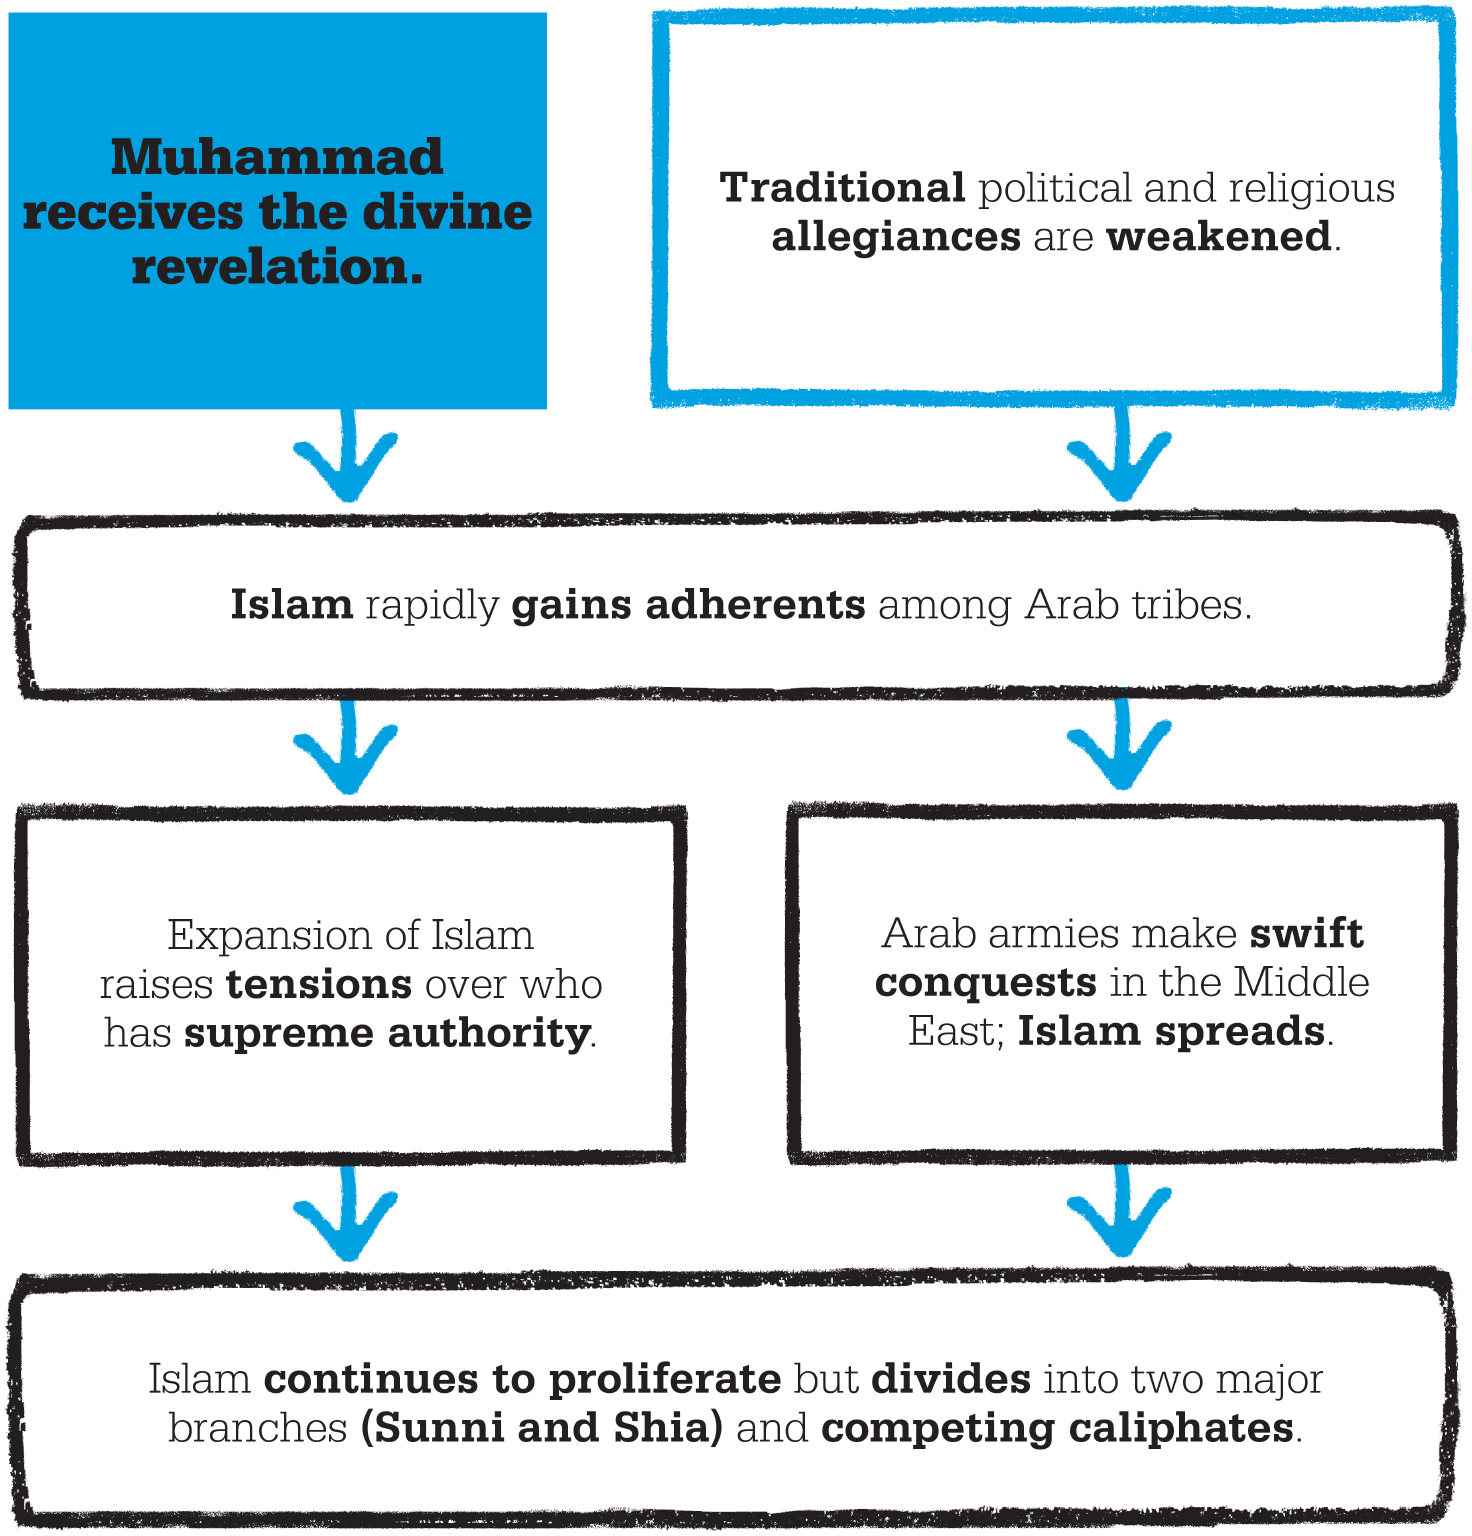 Muhammad
receives the divine
revelation.
Traditional political and religious
allegiances are weakened.
Islam rapidly gains adherents among Arab tribes.
Expansion of Islam
raises tensions over who
has supreme authority.
Arab armies make swift
conquests in the Middle
East; Islam spreads.
Islam continues to proliferate but divides into two major
branches (Sunni and Shia) and competing caliphates.